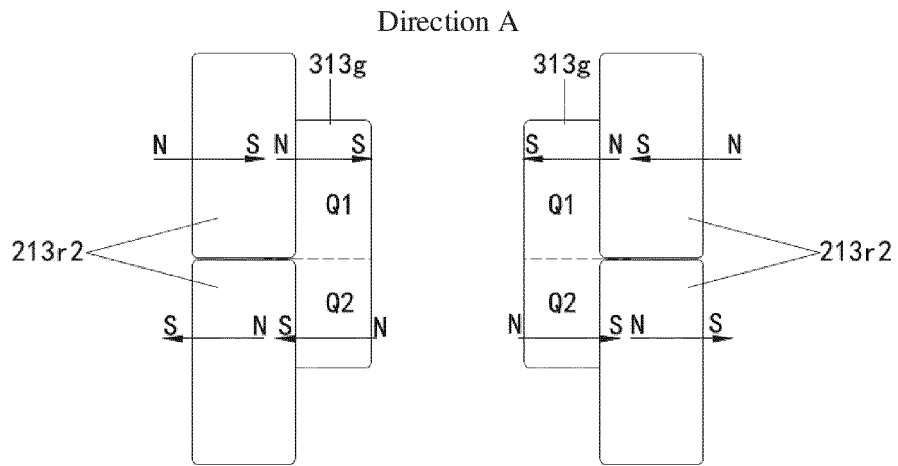 Direction A
313g 313g
N S N S S N S N
Q1 Q1
213r2 213r2
Q2 Q2
S N S N N S N S